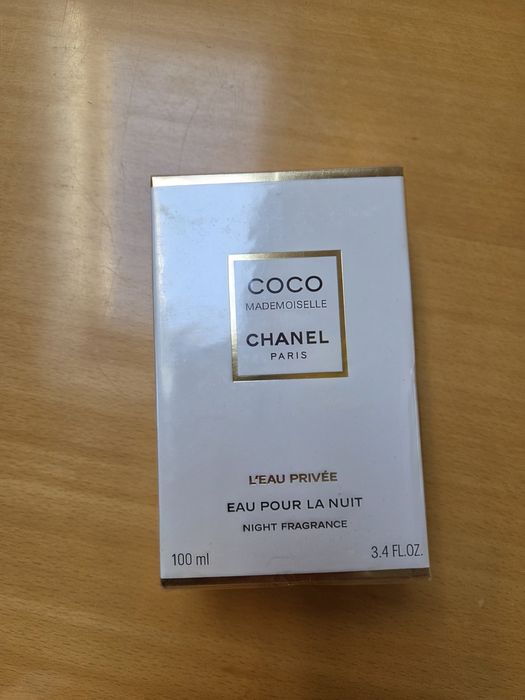 COCO
MADEMOISELLE
CHANEL
PARIS
L'EAU PRIVÉE
EAU POUR LA NUIT
NIGHT FRAGRANCE
100 ml 3.4 FL.OZ.